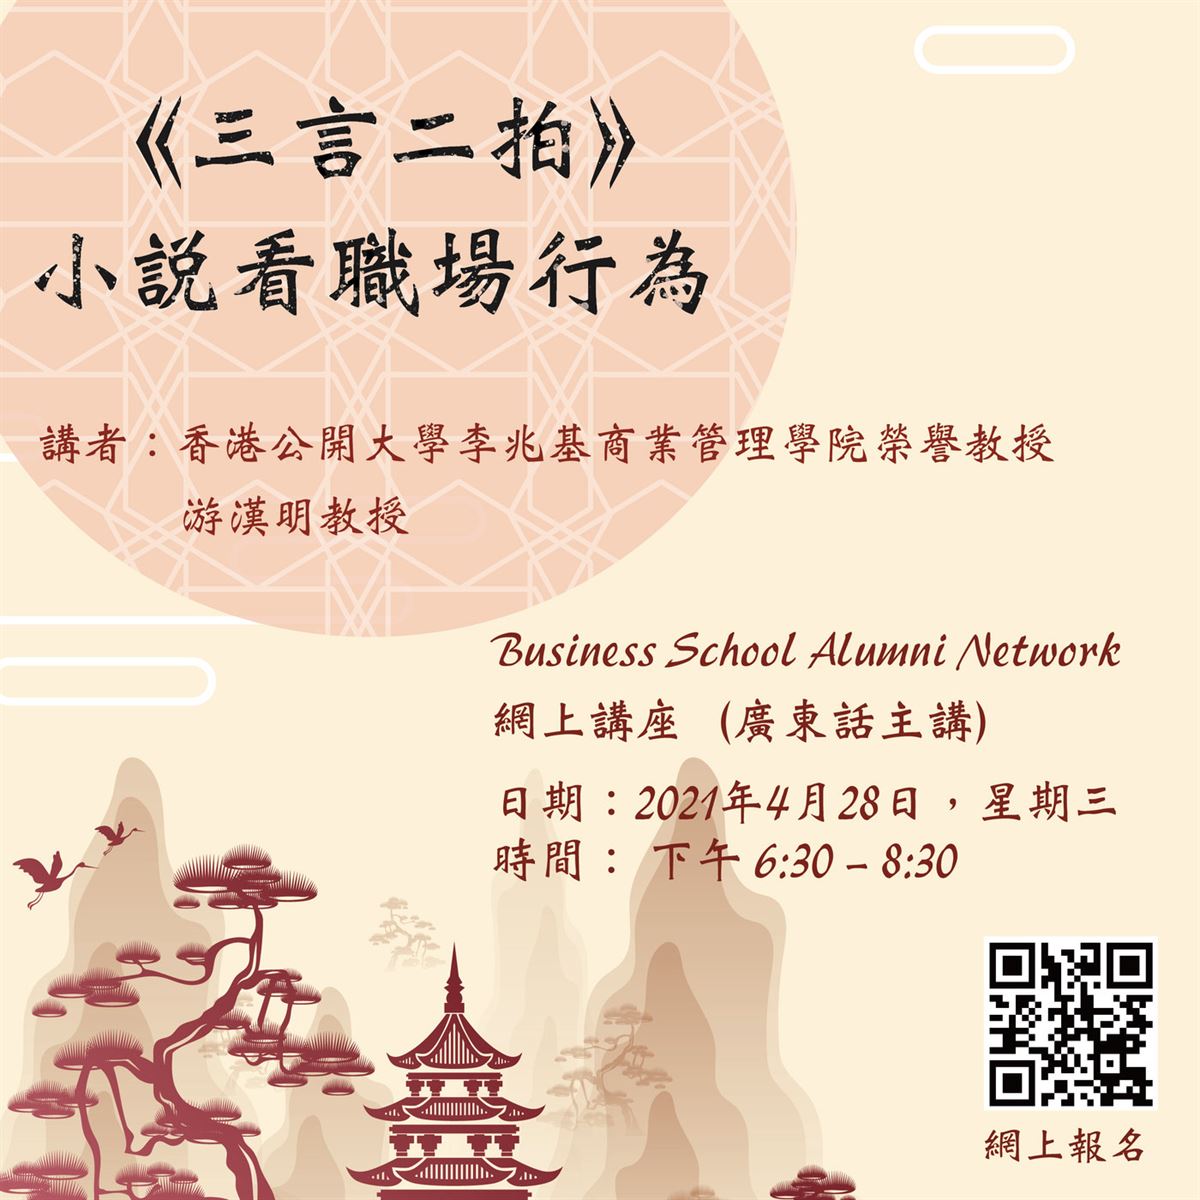 《三言二拍》
小説看職場行為
講者：香港公開大學李兆基商業管理學院榮譽教授
游漢明教授
Business School Alumni Network
網上講座 (廣東話主講)
日期：2021年4月28日，星期三
時間： 下午 6:30 – 8:30
網上報名